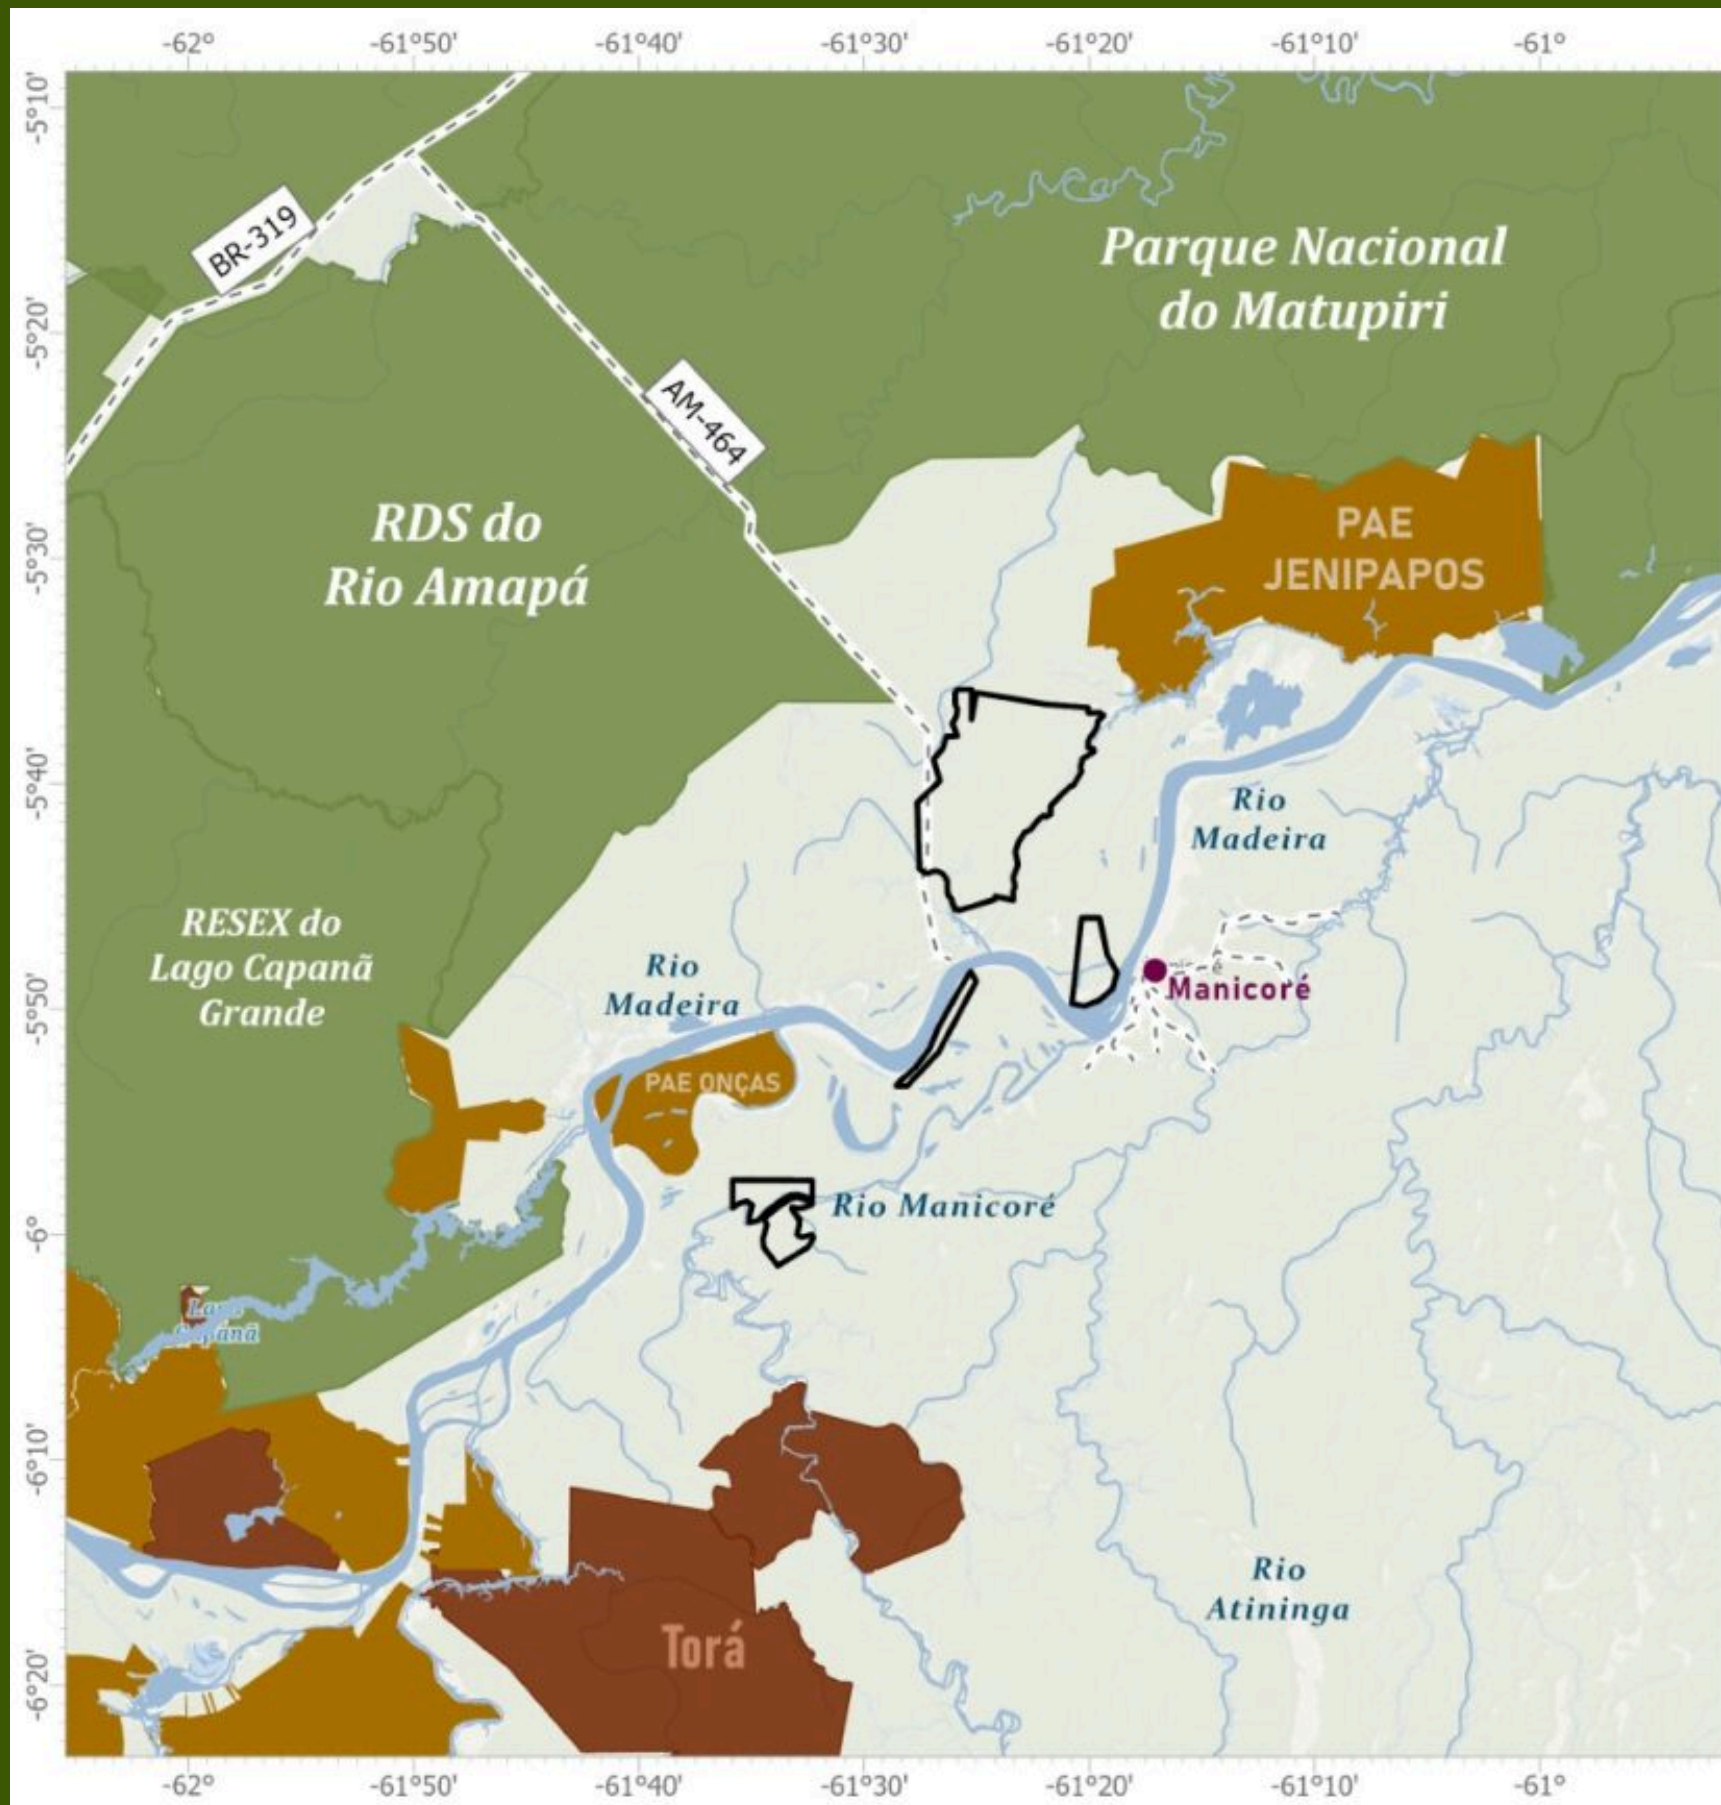 -62°
-61°50'
-61°40'
-61°30'
-61°20'
-61°10'
-61°
-5°10'
BR-319
Parque Nacional
do Matupiri
-5°20'
AM-464
RDS do
Rio Amapá
-5°30'
PAE
JENIPAPOS
-5°40'
Rio
Madeira
RESEX do
Lago Capanã
Grande
-5°50'
Rio
Madeira
Manicoré
PAE ONÇAS
Rio Manicoré
-6°
Lago
Capanã
-6°10'
Rio
Atininga
Torá
-6°20'
-62°
-61°50'
-61°40'
-61°30'
-61°20'
-61°10'
-61°